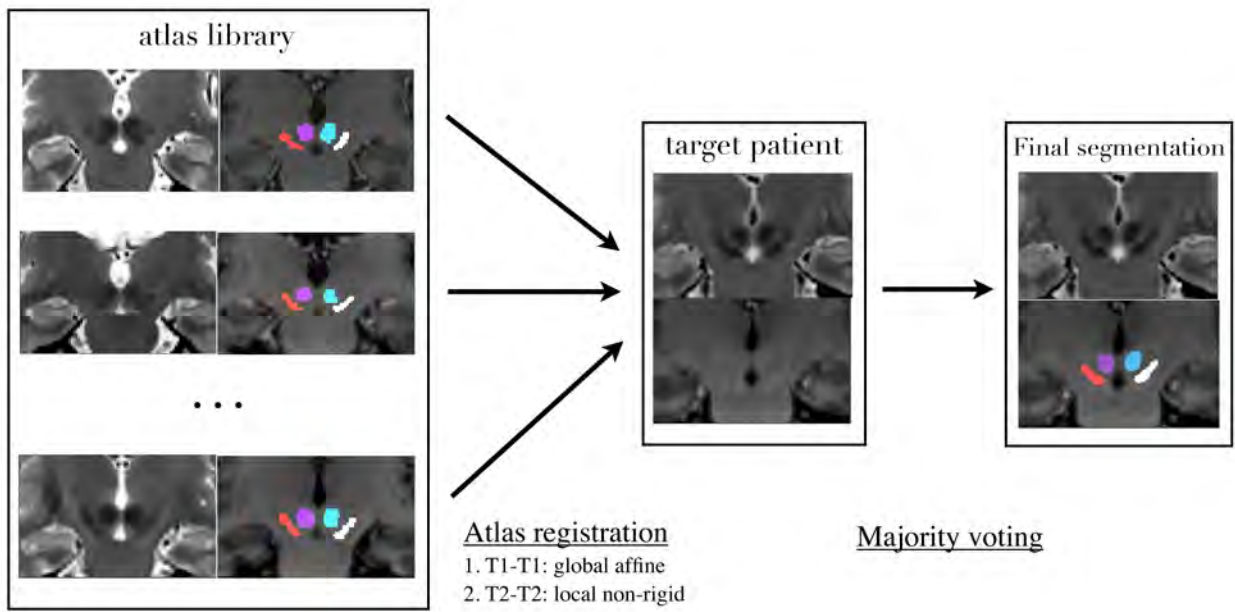 atlas library
. . .
target patient
Final segmentation
Atlas registration
1. T1-T1: global affine
2. T2-T2: local non-rigid
Majority voting